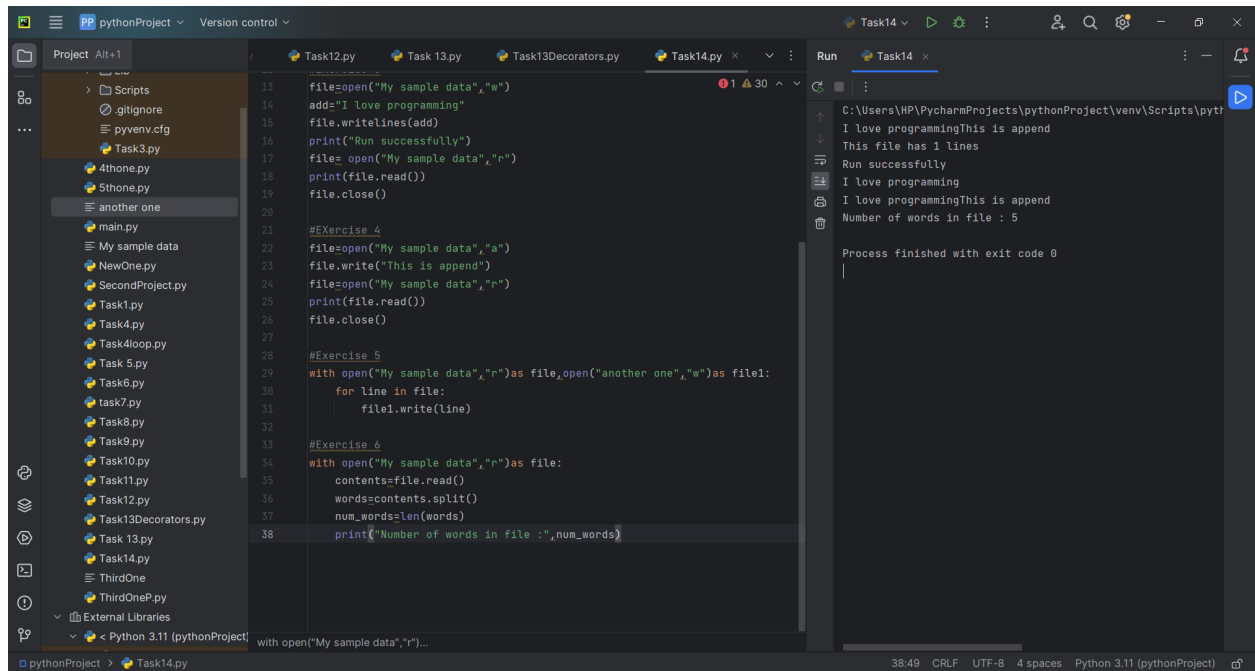 PC PP pythonProject Version control Task14
Project Alt+1
Scripts
.gitignore
pyvenv.cfg
Task3.py
4thone.py
5thone.py
another one
main.py
My sample data
NewOne.py
SecondProject.py
Task1.py
Task4.py
Task4loop.py
Task 5.py
Task6.py
task7.py
Task8.py
Task9.py
Task10.py
Task11.py
Task12.py
Task13Decorators.py
Task 13.py
Task14.py
ThirdOne
ThirdOneP.py
External Libraries
< Python 3.11 (pythonProject)
Task12.py Task 13.py Task13Decorators.py Task14.py
1 30
13 file=open("My sample data","w")
14 add="I love programming"
15 file.writelines(add)
16 print("Run successfully")
17 file= open("My sample data","r")
18 print(file.read())
19 file.close()
20
21 #EXercise 4
22 file=open("My sample data","a")
23 file.write("This is append")
24 file=open("My sample data","r")
25 print(file.read())
26 file.close()
27
28 #Exercise 5
29 with open("My sample data","r")as file,open("another one","w")as file1:
30 for line in file:
31 file1.write(line)
32
33 #Exercise 6
34 with open("My sample data","r")as file:
35 contents=file.read()
36 words=contents.split()
37 num_words=len(words)
38 print("Number of words in file :",num_words)
with open("My sample data","r")...
Run Task14
C:\Users\HP\PycharmProjects\pythonProject\venv\Scripts\pyth
I love programmingThis is append
This file has 1 lines
Run successfully
I love programming
I love programmingThis is append
Number of words in file : 5
Process finished with exit code 0
pythonProject > Task14.py
38:49 CRLF UTF-8 4 spaces Python 3.11 (pythonProject)